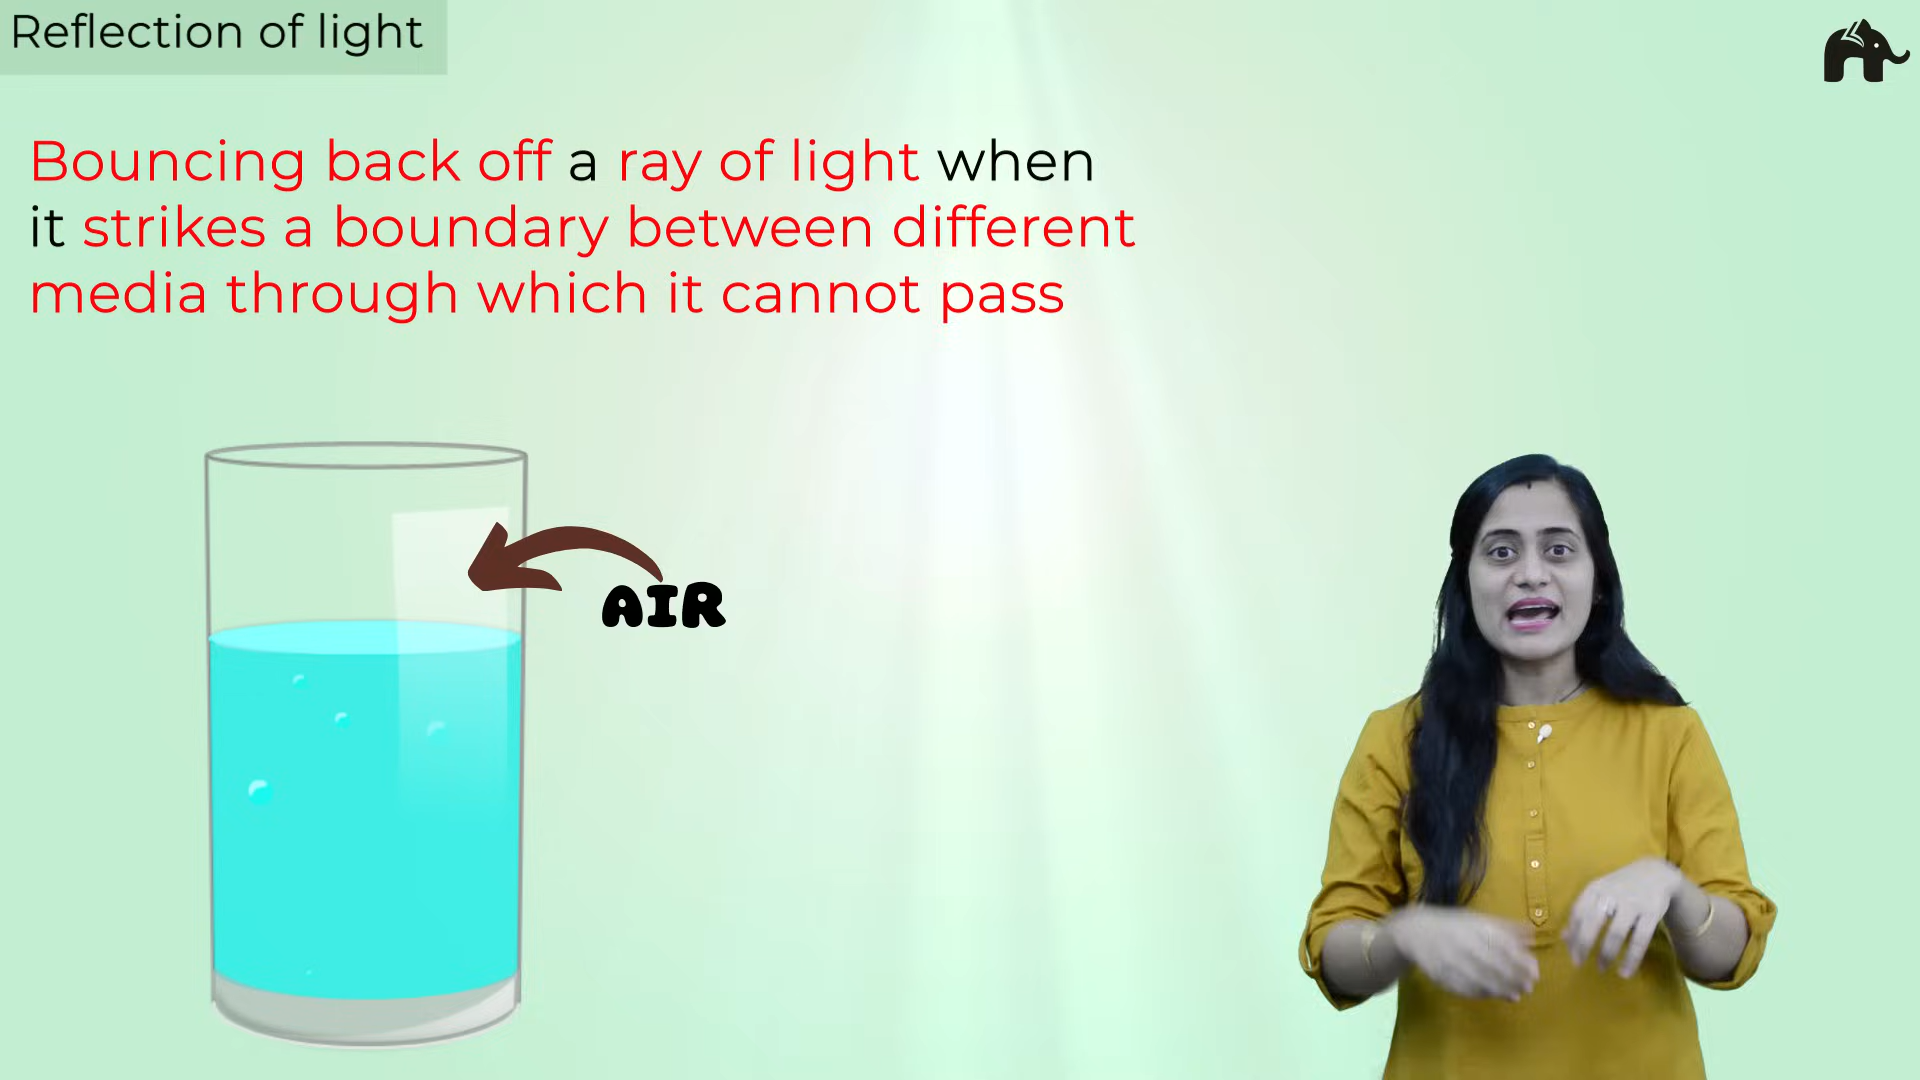 Reflection of light
Bouncing back off a ray of light when
it strikes a boundary between different
media through which it cannot pass
AIR